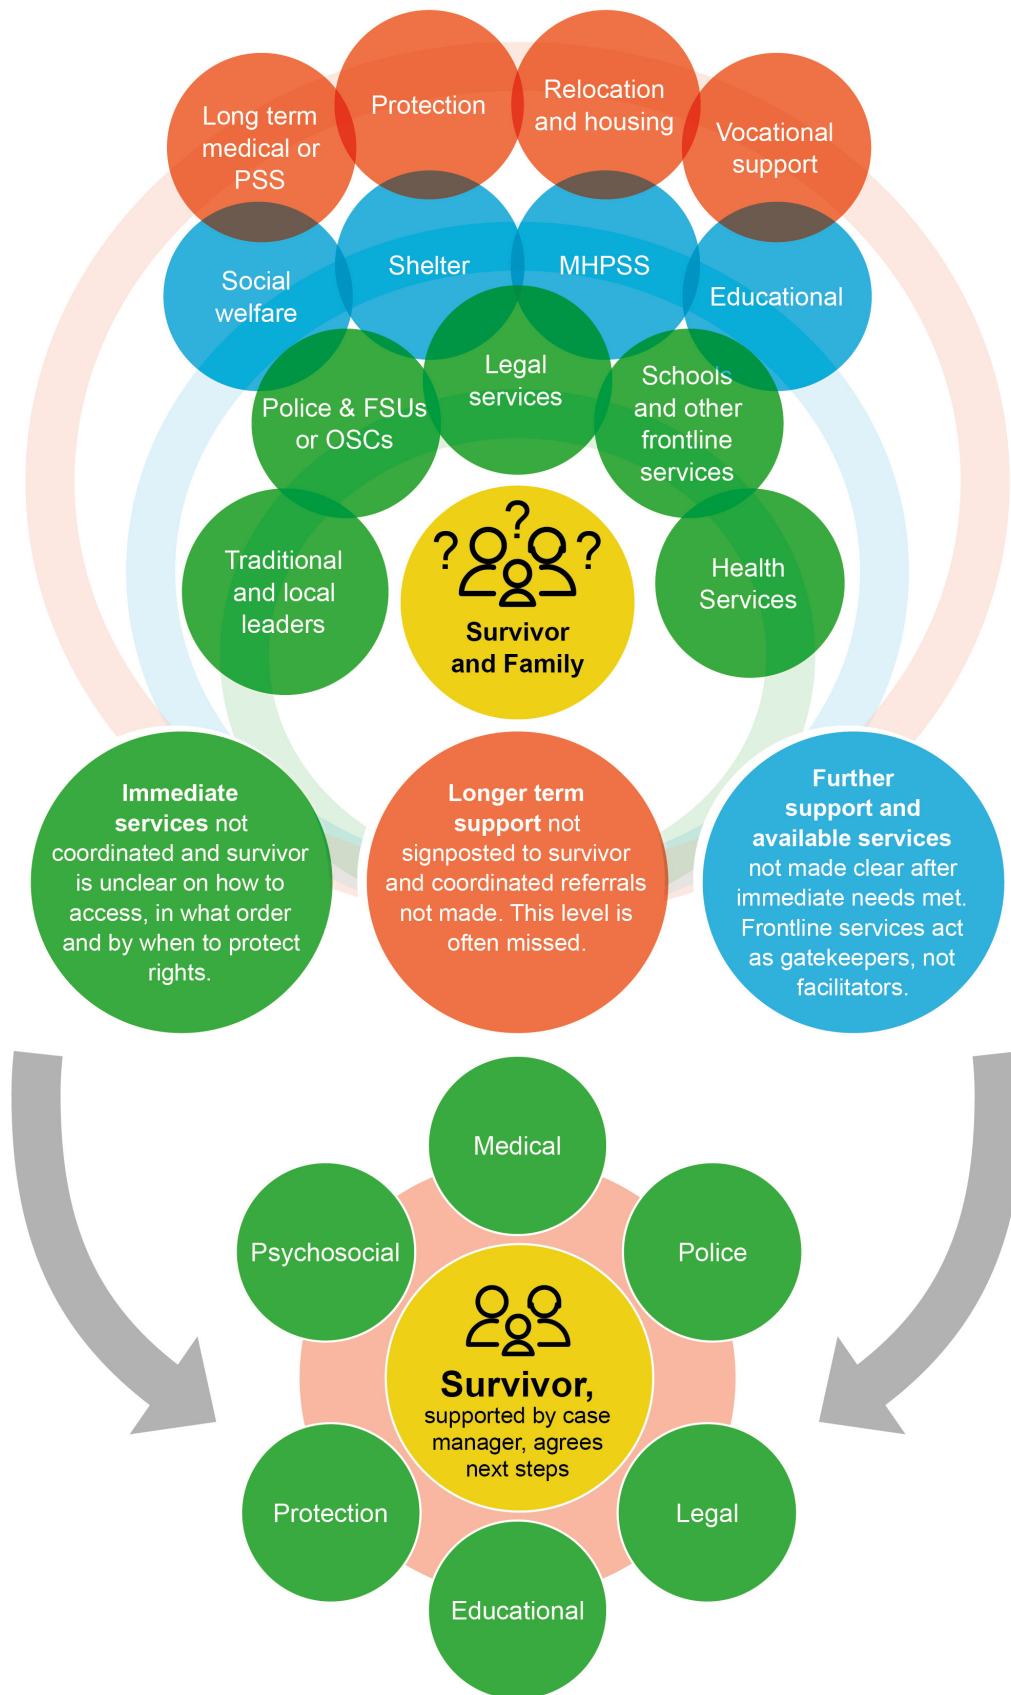 Long term
medical or
PSS
Protection
Relocation
and housing
Vocational
support
Social
welfare
Shelter
MHPSS
Educational
Police & FSUs
or OSCs
Legal
services
Schools
and other
frontline
services
Traditional
and local
leaders
? ? ?
Survivor
and Family
Health
Services
Immediate
services not
coordinated and survivor
is unclear on how to
access, in what order
and by when to protect
rights.
Longer term
support not
signposted to survivor
and coordinated referrals
not made. This level is
often missed.
Further
support and
available services
not made clear after
immediate needs met.
Frontline services act
as gatekeepers, not
facilitators.
Medical
Psychosocial
Police
Survivor,
supported by case
manager, agrees
next steps
Protection
Legal
Educational